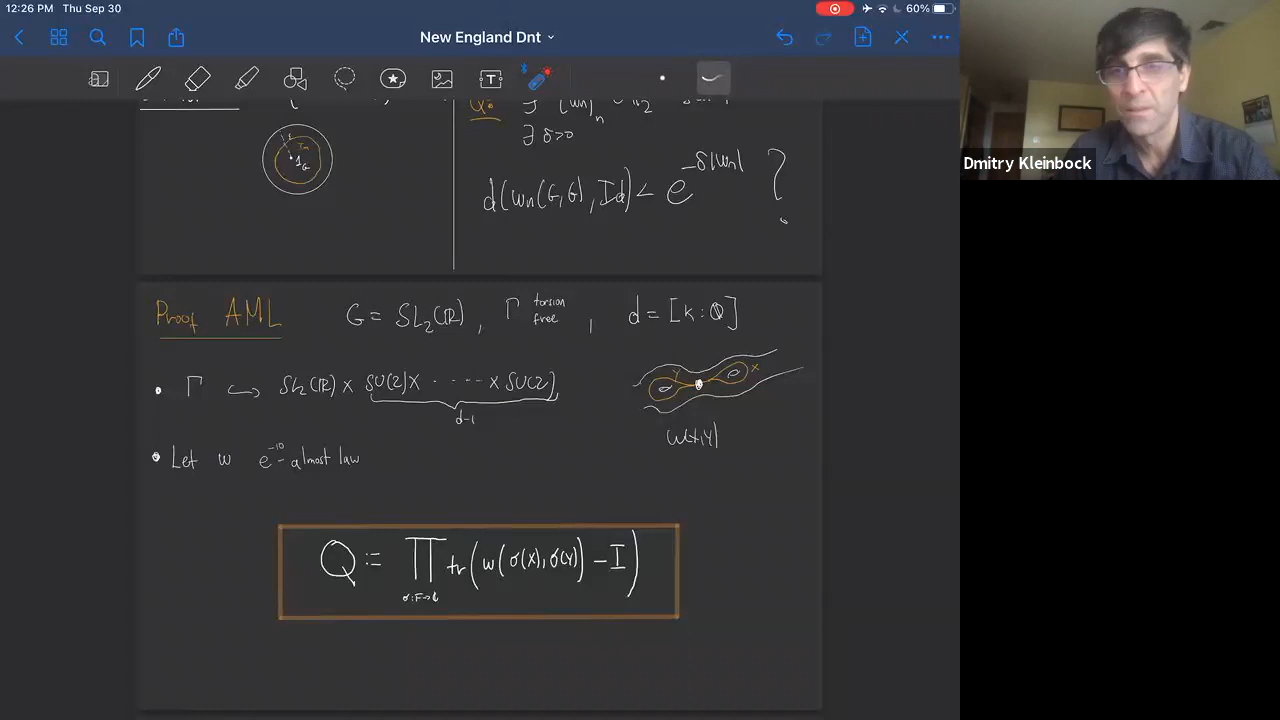 12:26 PM Thu Sep 30
60%
New England Dnt
∃ δ>0
d(wn(G,G), Id) < e^{-δ|wn|} ?
Proof AML G = SL₂(ℝ), Γ torsion free, d = [k:ℚ]
• Γ ↪ SL₂(ℝ) × SU(2) × ····· × SU(2)
d-1
Y X
w(x,y)
• Let w e^{-10}-almost law
Q := ∏ tr(w(σ(X),σ(Y)) - I)
Dmitry Kleinbock